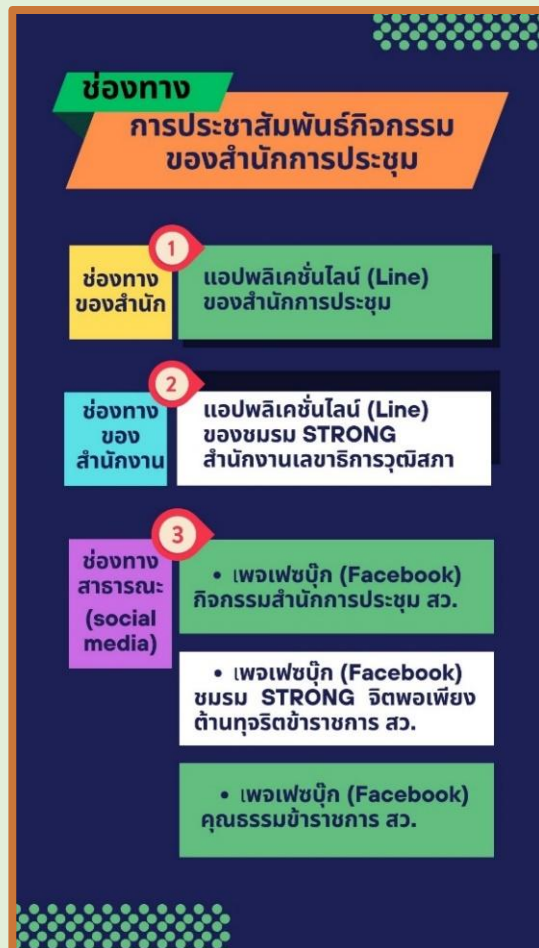 ช่องทาง
การประชาสัมพันธ์กิจกรรม
ของสำนักการประชุม
1
ช่องทาง
ของสำนัก
แอปพลิเคชั่นไลน์ (Line)
ของสำนักการประชุม
2
ช่องทาง
ของ
สำนักงาน
แอปพลิเคชั่นไลน์ (Line)
ของชมรม STRONG
สำนักงานเลขาธิการวุฒิสภา
3
ช่องทาง
สาธารณะ
(social
media)
• เพจเฟซบุ๊ก (Facebook)
กิจกรรมสำนักการประชุม สว.
• เพจเฟซบุ๊ก (Facebook)
ชมรม STRONG จิตพอเพียง
ต้านทุจริตข้าราชการ สว.
• เพจเฟซบุ๊ก (Facebook)
คุณธรรมข้าราชการ สว.